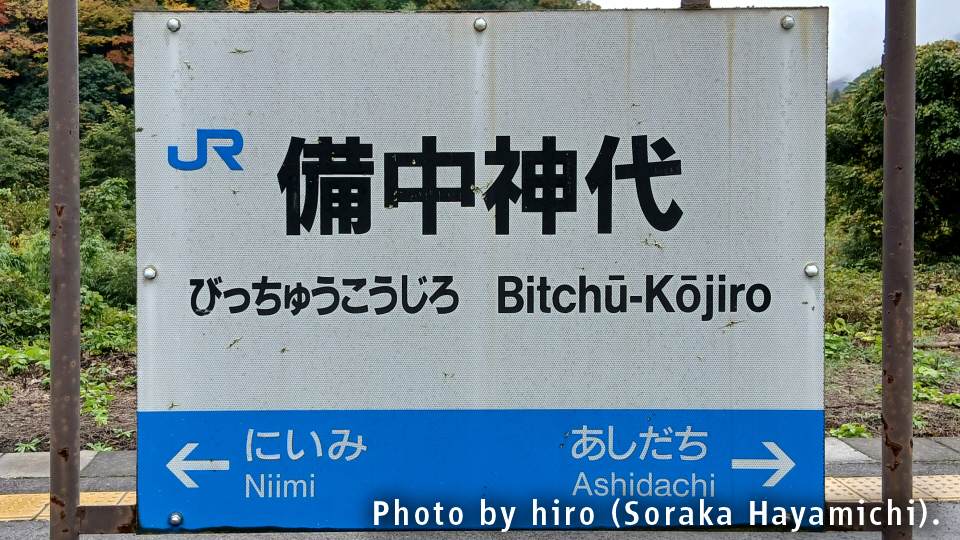 JR 備中神代
びっちゅうこうじろ Bitchū-Kōjiro
← にいみ あしだち →
Niimi Ashidachi
Photo by hiro (Soraka Hayamichi).